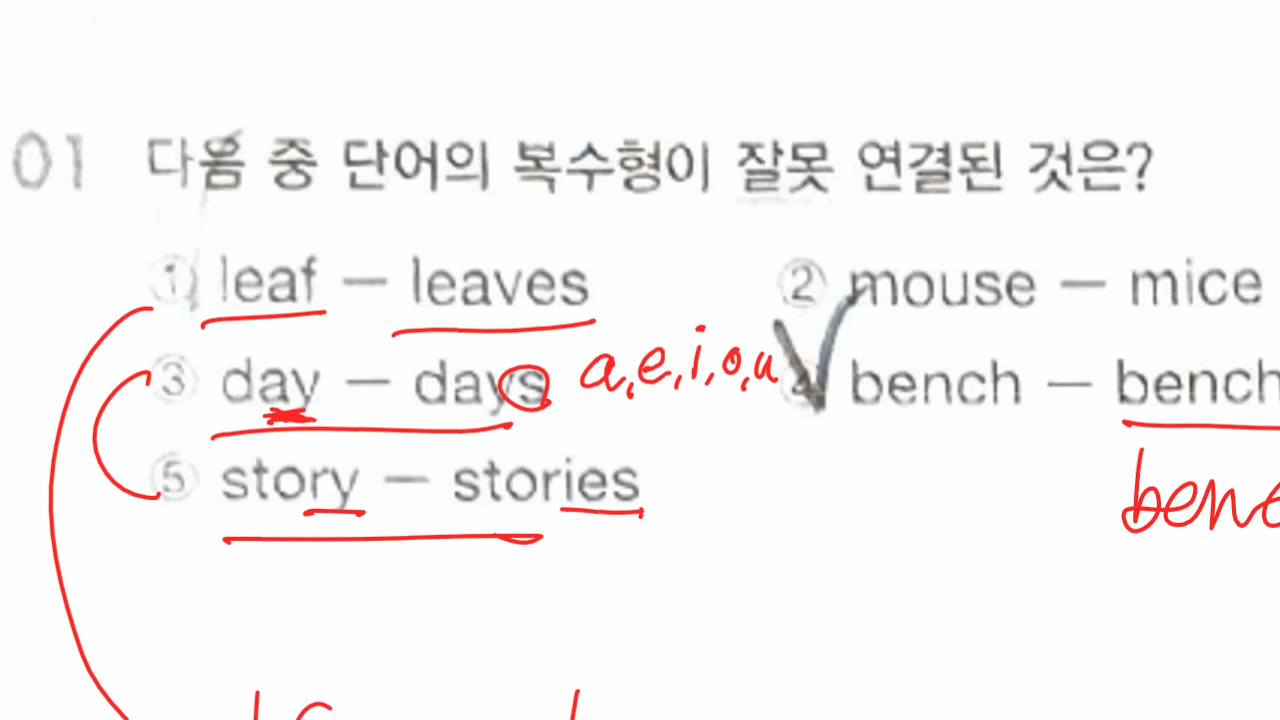 01 다음 중 단어의 복수형이 잘못 연결된 것은?
① leaf – leaves ② mouse – mice
③ day – days a, e, i, o, u ④ bench – bench
⑤ story – stories
bene